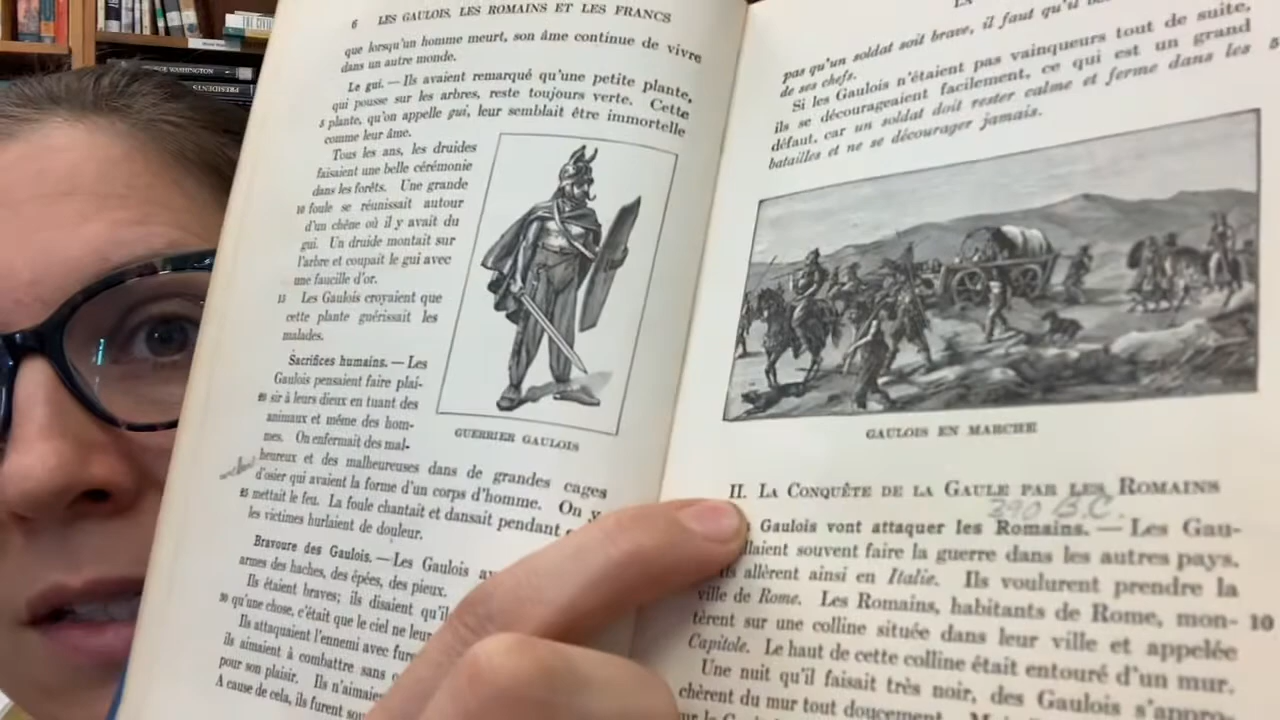 GEORGE WASHINGTON
PRESIDENTS
6 LES GAULOIS, LES ROMAINS ET LES FRANCS
que lorsqu'un homme meurt, son âme continue de vivre
dans un autre monde.
Le gui. — Ils avaient remarqué qu'une petite plante,
qui pousse sur les arbres, reste toujours verte. Cette
5 plante, qu'on appelle gui, leur semblait être immortelle
comme leur âme.
Tous les ans, les druides
faisaient une belle cérémonie
dans les forêts. Une grande
10 foule se réunissait autour
d'un chêne où il y avait du
gui. Un druide montait sur
l'arbre et coupait le gui avec
une faucille d'or.
15 Les Gaulois croyaient que
cette plante guérissait les
malades.
Sacrifices humains. — Les
Gaulois pensaient faire plai-
20 sir à leurs dieux en tuant des
animaux et même des hom-
mes. On enfermait des mal-
heureux et des malheureuses dans de grandes cages
d'osier qui avaient la forme d'un corps d'homme. On y
25 mettait le feu. La foule chantait et dansait pendant
les victimes hurlaient de douleur.
GUERRIER GAULOIS
Bravoure des Gaulois. — Les Gaulois
armes des haches, des épées, des pieux.
Ils étaient braves; ils disaient qu'il
30 qu'une chose, c'était que le ciel ne leur
Ils attaquaient l'ennemi avec
ils aimaient à combattre sans
pour son plaisir. Ils
A cause de cela, ils furent
pas qu'un soldat soit brave, il faut qu'il
de ses chefs.
Si les Gaulois n'étaient pas vainqueurs tout de suite,
ils se décourageaient facilement, ce qui est un grand 5
défaut, car un soldat doit rester calme et ferme dans les
batailles et ne se décourager jamais.
GAULOIS EN MARCHE
II. LA CONQUÊTE DE LA GAULE PAR LES ROMAINS
390 B.C.
Gaulois vont attaquer les Romains. — Les Gau-
laient souvent faire la guerre dans les autres pays.
Ils allèrent ainsi en Italie. Ils voulurent prendre la
ville de Rome. Les Romains, habitants de Rome, mon- 10
tèrent sur une colline située dans leur ville et appelée
Capitole. Le haut de cette colline était entouré d'un mur.
Une nuit qu'il faisait très noir, des Gaulois s'appro-
chèrent du mur tout doucement.